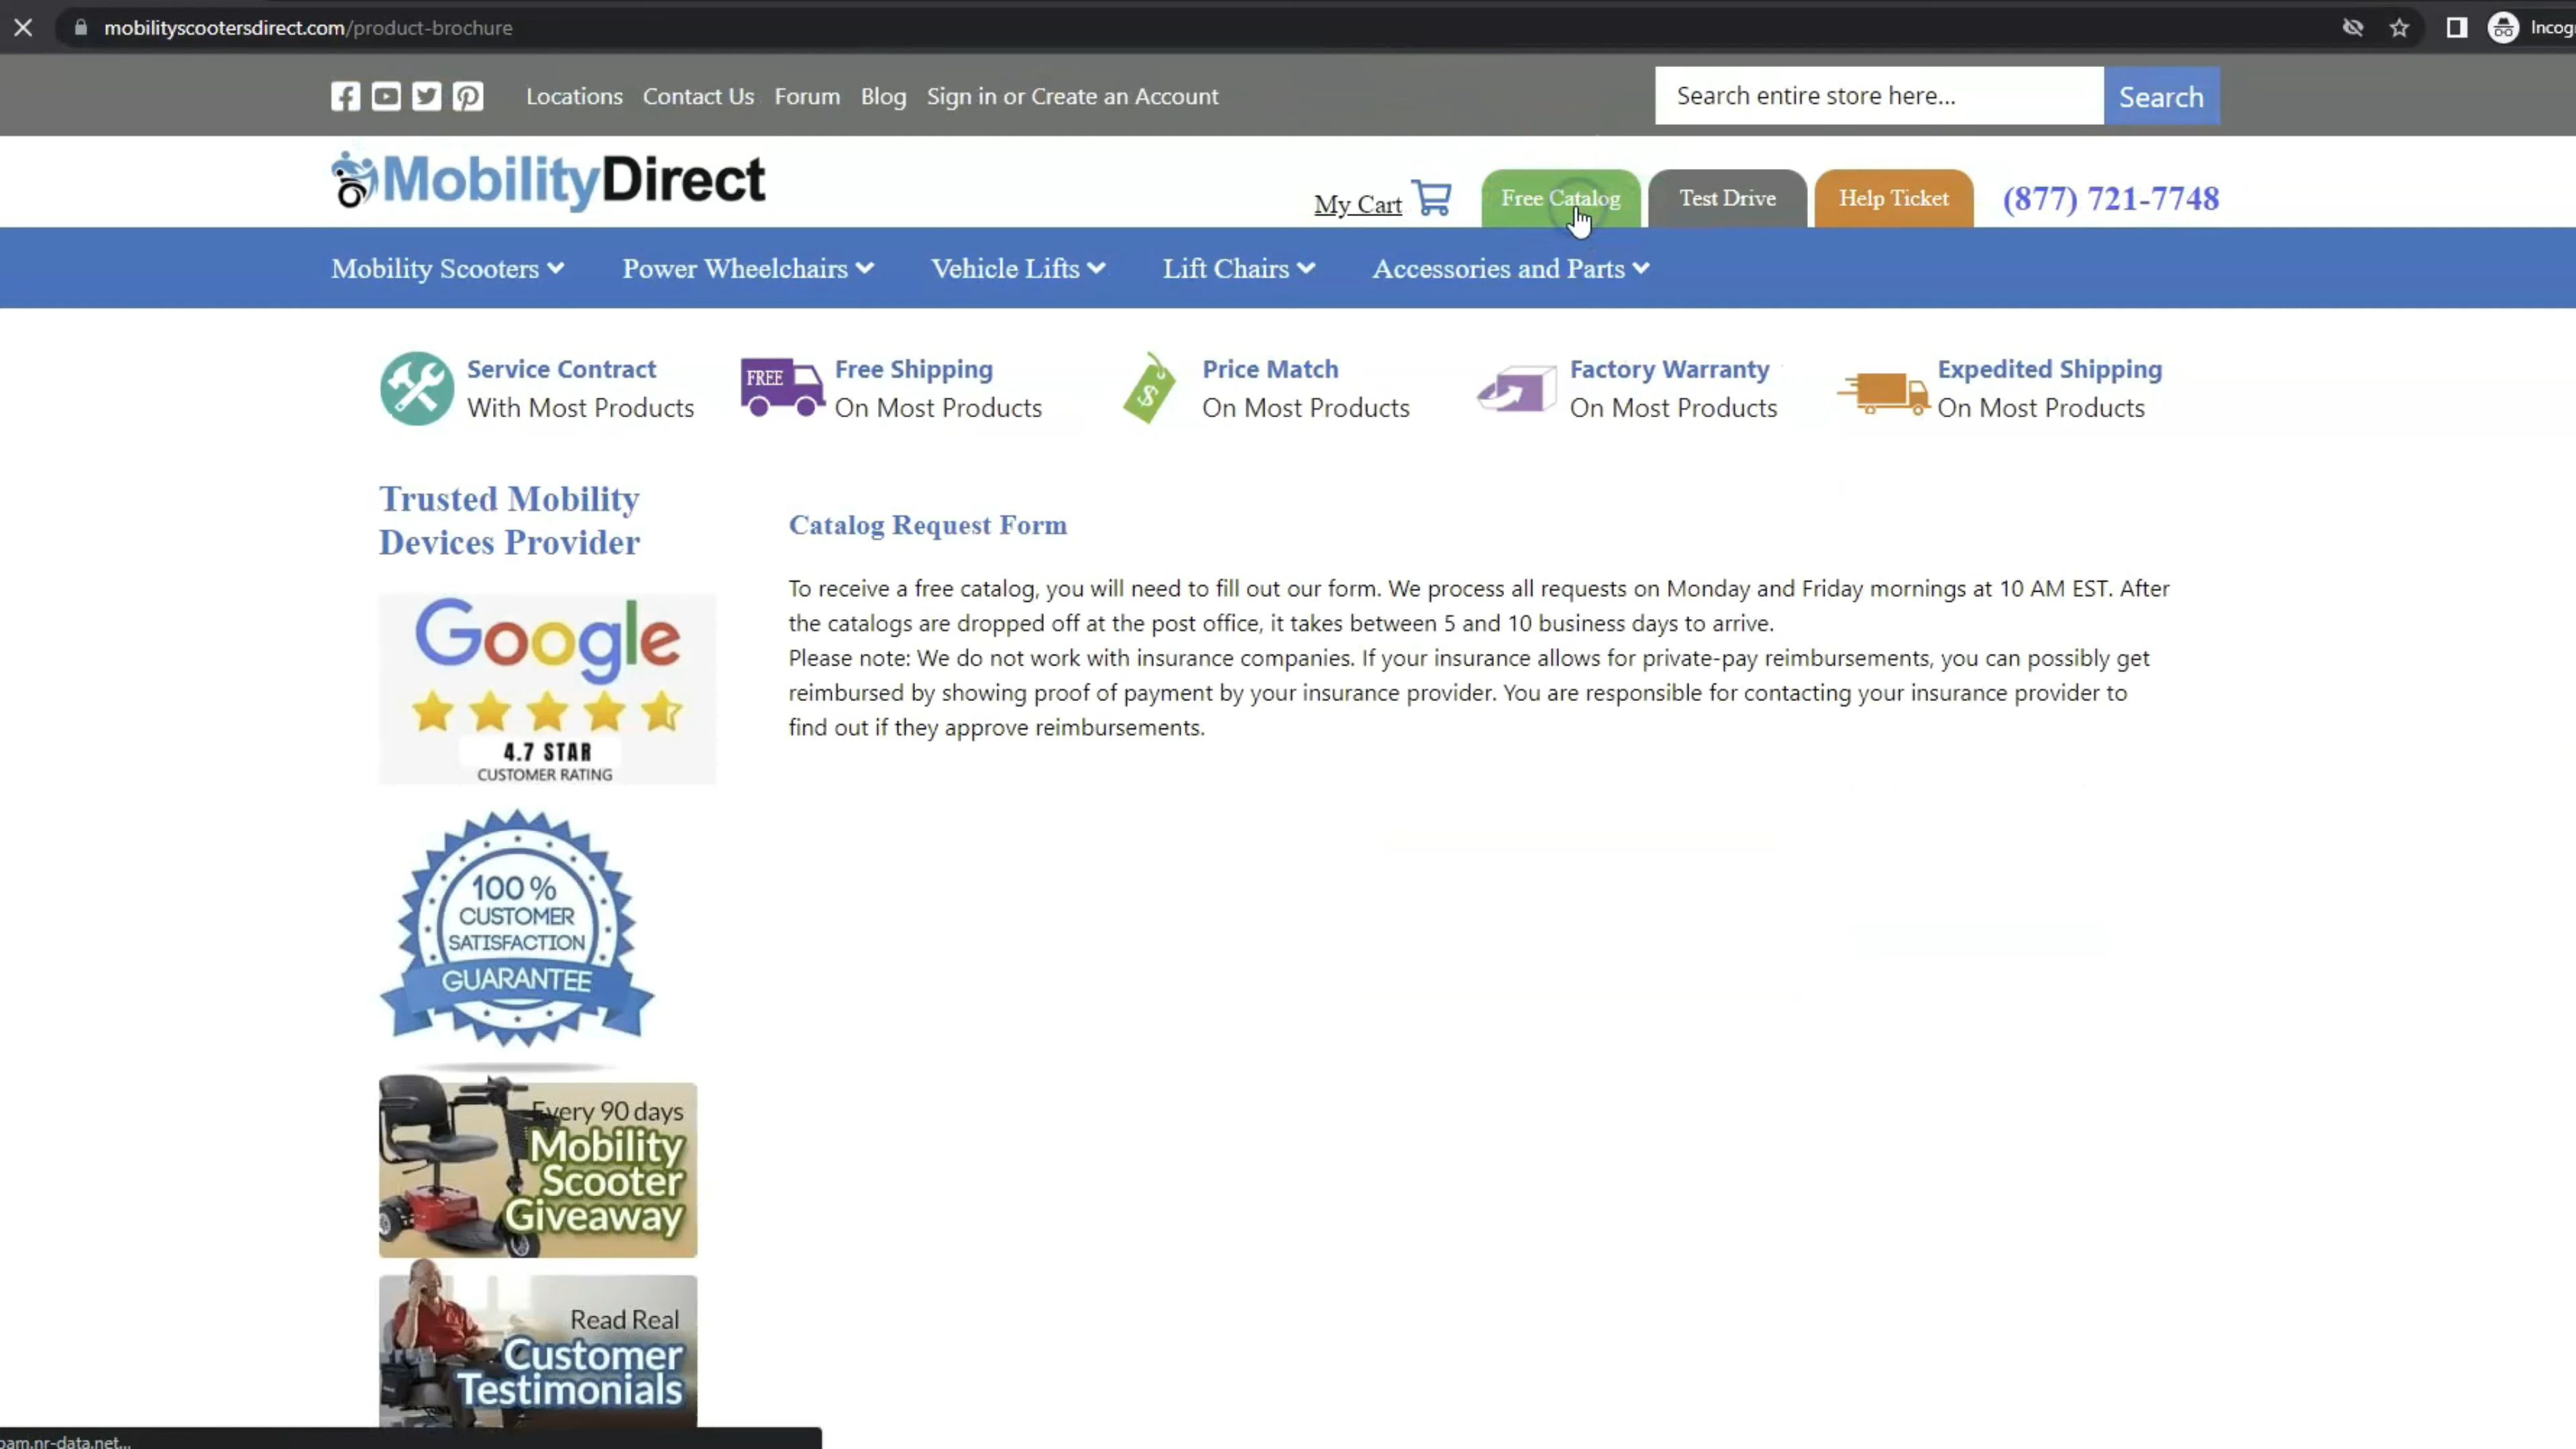 mobilityscootersdirect.com/product-brochure
Locations Contact Us Forum Blog Sign in or Create an Account
Search entire store here... Search
MobilityDirect
My Cart Free Catalog Test Drive Help Ticket (877) 721-7748
Mobility Scooters Power Wheelchairs Vehicle Lifts Lift Chairs Accessories and Parts
Service Contract
With Most Products
FREE
Free Shipping
On Most Products
$
Price Match
On Most Products
Factory Warranty
On Most Products
Expedited Shipping
On Most Products
Trusted Mobility
Devices Provider
Google
4.7 STAR
CUSTOMER RATING
100%
CUSTOMER
SATISFACTION
GUARANTEE
Every 90 days
Mobility
Scooter
Giveaway
Read Real
Customer
Testimonials
Catalog Request Form
To receive a free catalog, you will need to fill out our form. We process all requests on Monday and Friday mornings at 10 AM EST. After
the catalogs are dropped off at the post office, it takes between 5 and 10 business days to arrive.
Please note: We do not work with insurance companies. If your insurance allows for private-pay reimbursements, you can possibly get
reimbursed by showing proof of payment by your insurance provider. You are responsible for contacting your insurance provider to
find out if they approve reimbursements.